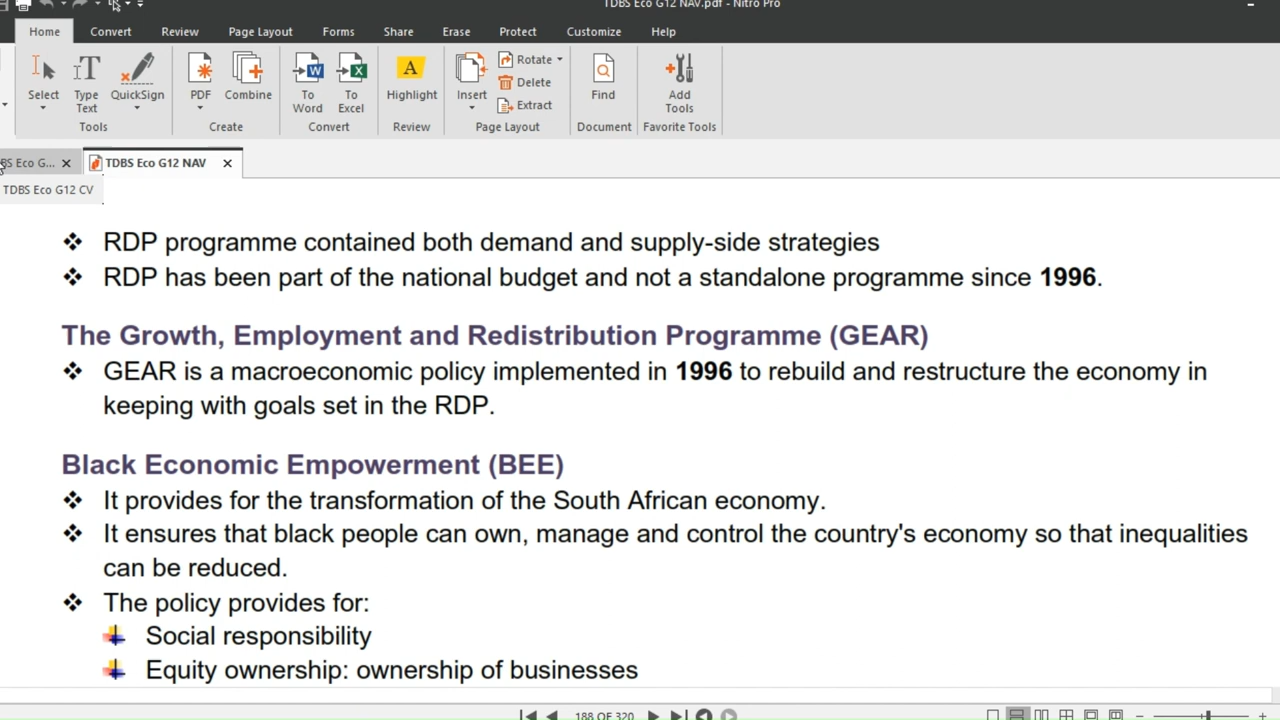 TDBS Eco G12 NAV.pdf - Nitro Pro
Home Convert Review Page Layout Forms Share Erase Protect Customize Help
Select Type Text QuickSign PDF Combine To Word To Excel Highlight Insert Rotate Delete Extract Find Add Tools
Tools Create Convert Review Page Layout Document Favorite Tools
BS Eco G... TDBS Eco G12 NAV
TDBS Eco G12 CV
RDP programme contained both demand and supply-side strategies
RDP has been part of the national budget and not a standalone programme since 1996.
The Growth, Employment and Redistribution Programme (GEAR)
GEAR is a macroeconomic policy implemented in 1996 to rebuild and restructure the economy in
keeping with goals set in the RDP.
Black Economic Empowerment (BEE)
It provides for the transformation of the South African economy.
It ensures that black people can own, manage and control the country's economy so that inequalities
can be reduced.
The policy provides for:
Social responsibility
Equity ownership: ownership of businesses
188 OF 320